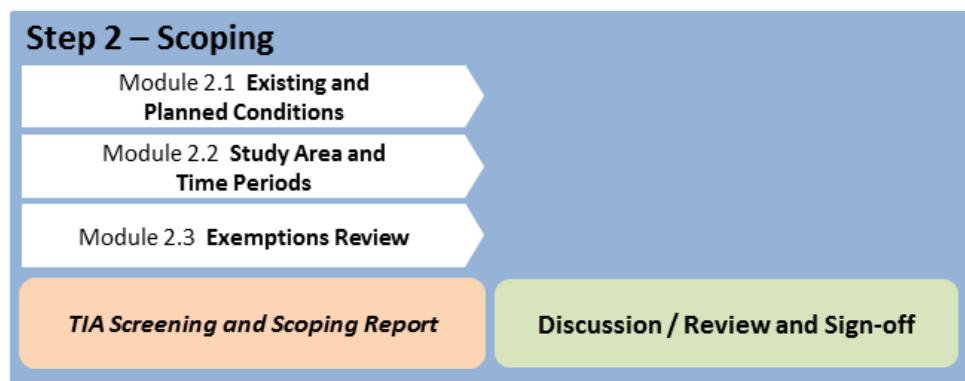 Step 2 – Scoping
Module 2.1 Existing and
Planned Conditions
Module 2.2 Study Area and
Time Periods
Module 2.3 Exemptions Review
TIA Screening and Scoping Report
Discussion / Review and Sign-off